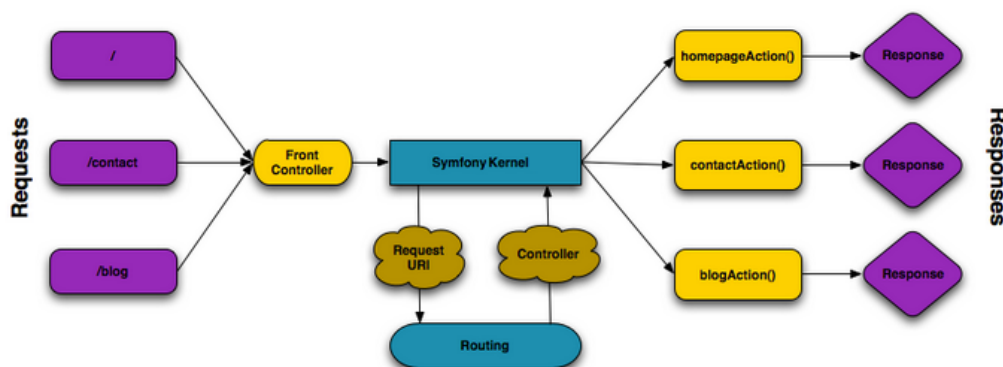 Requests
/
/contact
/blog
Front
Controller
Symfony Kernel
Request
URI
Controller
Routing
homepageAction()
contactAction()
blogAction()
Response
Response
Response
Responses